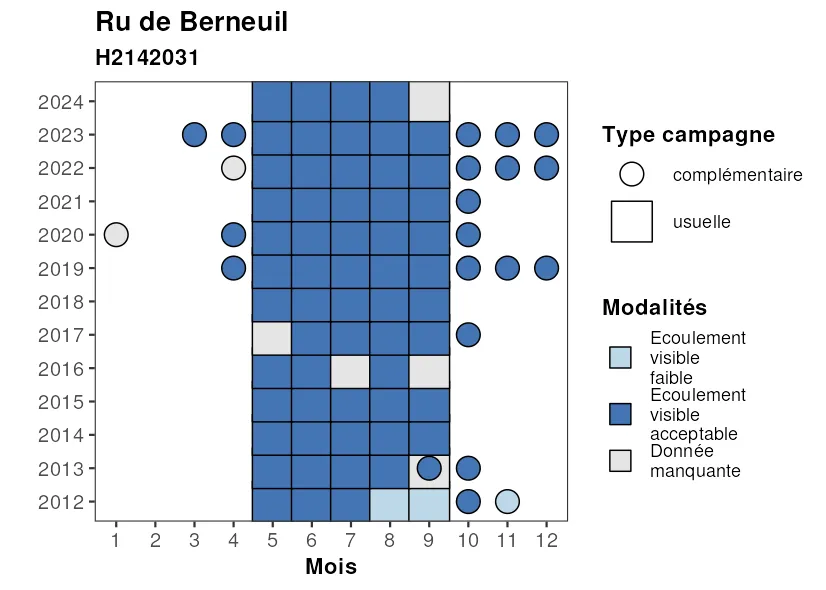 Ru de Berneuil
H2142031
2024
2023
2022
2021
2020
2019
2018
2017
2016
2015
2014
2013
2012
1 2 3 4 5 6 7 8 9 10 11 12
Mois
Type campagne
complémentaire
usuelle
Modalités
Ecoulement
visible
faible
Ecoulement
visible
acceptable
Donnée
manquante